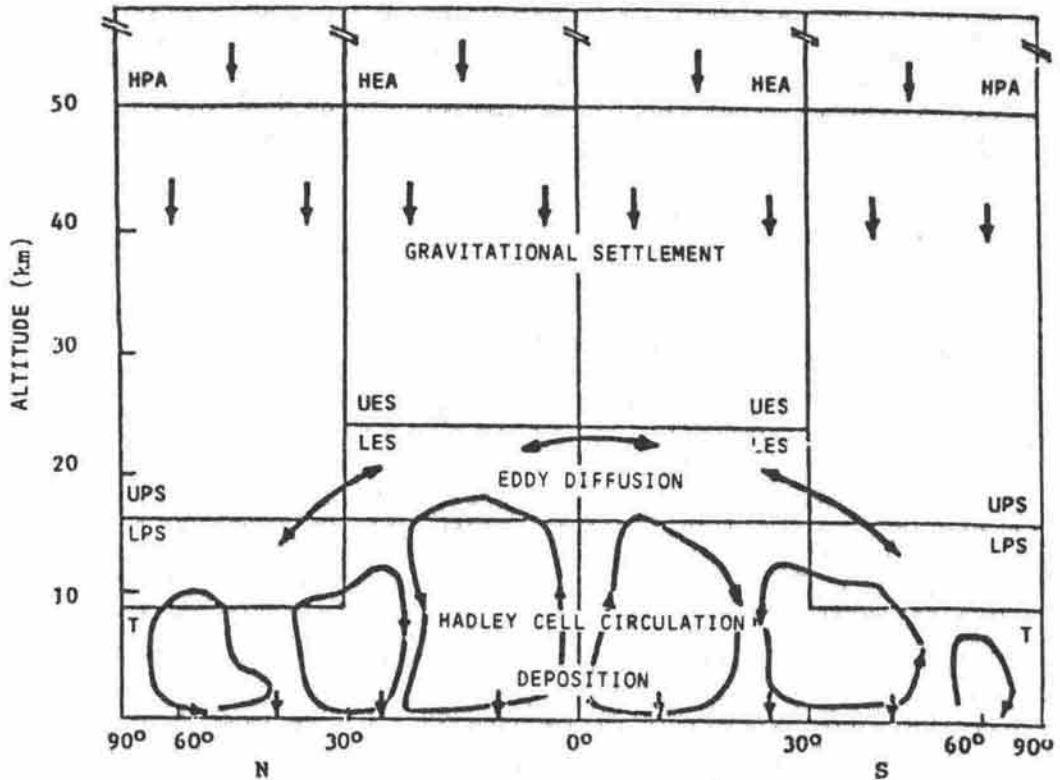 HPA HEA HEA HPA
50
40
GRAVITATIONAL SETTLEMENT
ALTITUDE (km)
30
UES UES
LES LES
20
EDDY DIFFUSION
UPS UPS
LPS LPS
10
T HADLEY CELL CIRCULATION T
DEPOSITION
90° 60° 30° 0° 30° 60° 90°
N S